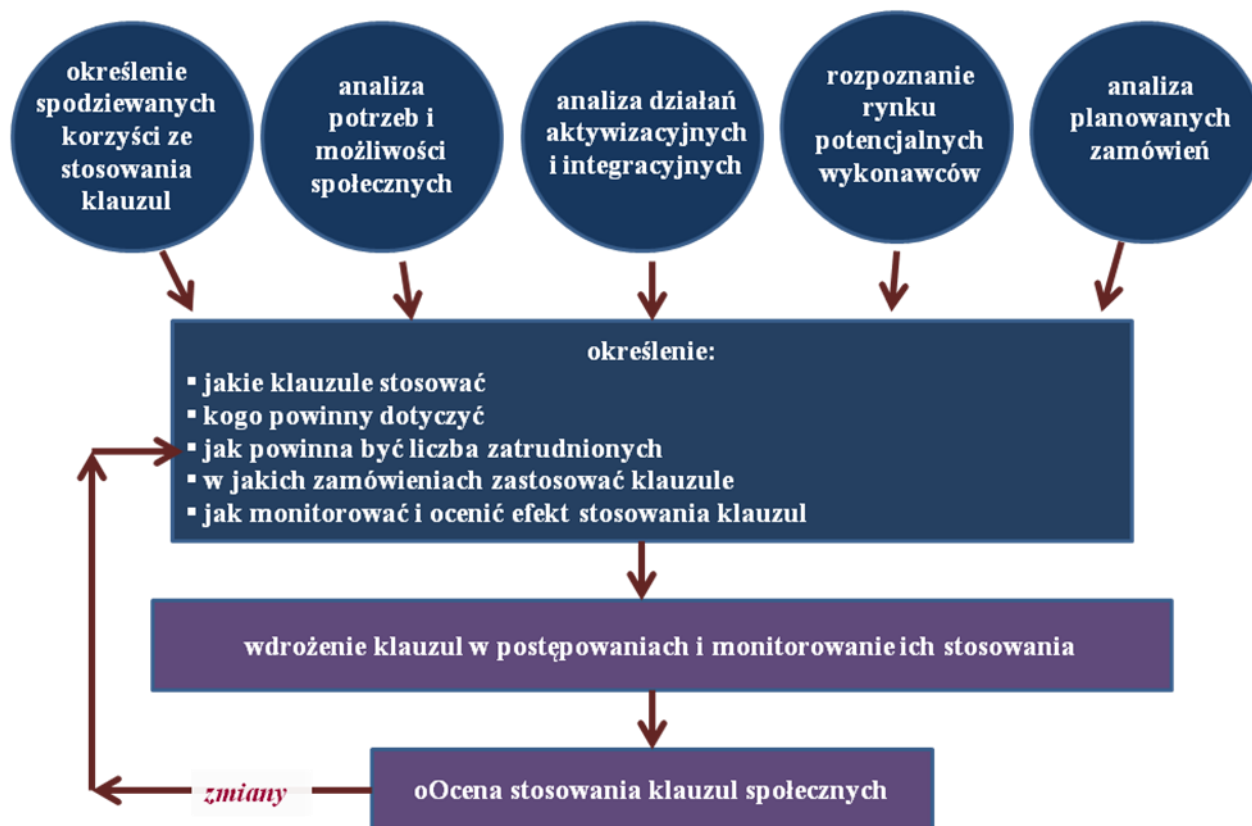 określenie
spodziewanych
korzyści ze
stosowania
klauzul
analiza
potrzeb i
możliwości
społecznych
analiza działań
aktywizacyjnych
i integracyjnych
rozpoznanie
rynku
potencjalnych
wykonawców
analiza
planowanych
zamówień
określenie:
▪ jakie klauzule stosować
▪ kogo powinny dotyczyć
▪ jak powinna być liczba zatrudnionych
▪ w jakich zamówieniach zastosować klauzule
▪ jak monitorować i ocenić efekt stosowania klauzul
wdrożenie klauzul w postępowaniach i monitorowanie ich stosowania
zmiany
oOcena stosowania klauzul społecznych